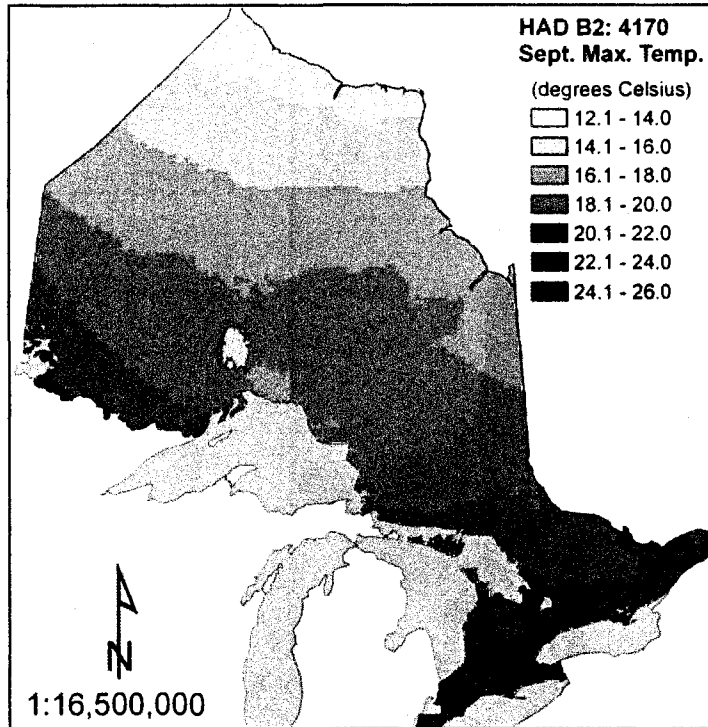 HAD B2: 4170
Sept. Max. Temp.
(degrees Celsius)
12.1 - 14.0
14.1 - 16.0
16.1 - 18.0
18.1 - 20.0
20.1 - 22.0
22.1 - 24.0
24.1 - 26.0
N
1:16,500,000